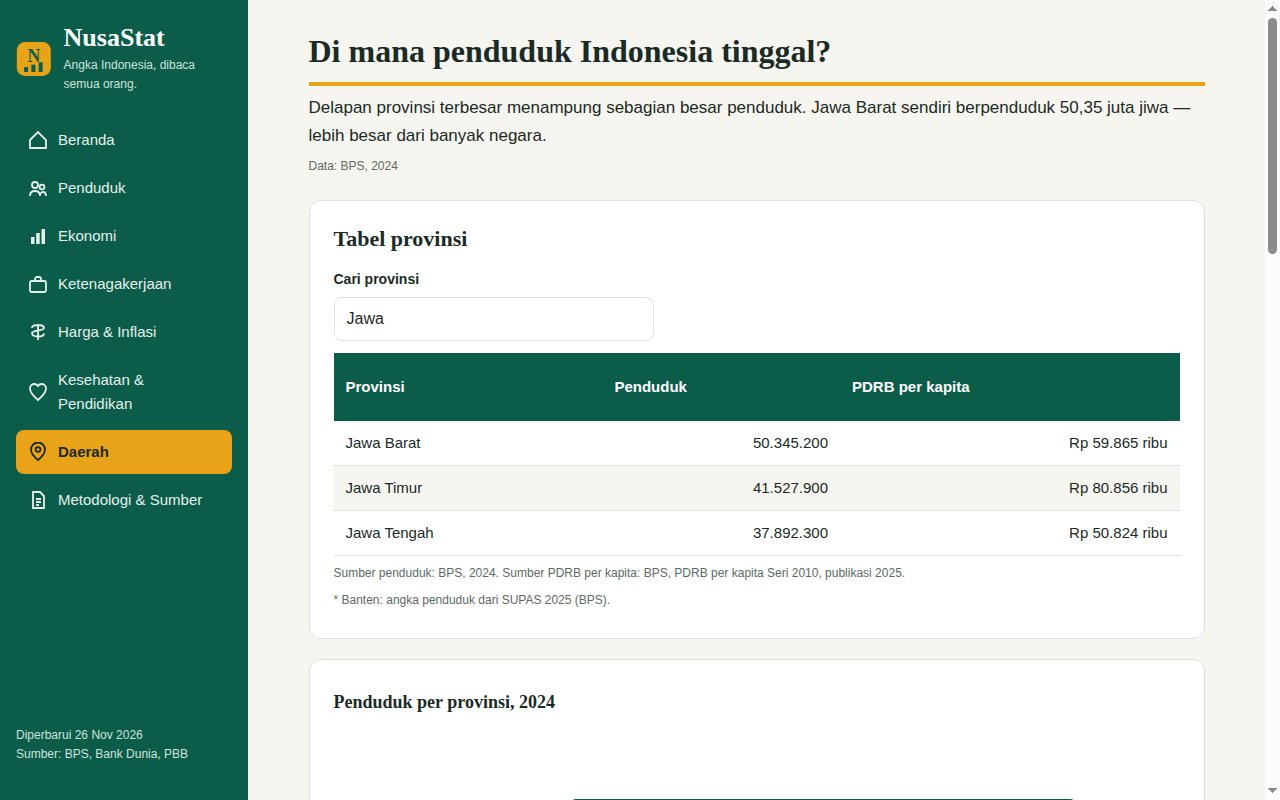 N
NusaStat
Angka Indonesia, dibaca
semua orang.
Beranda
Penduduk
Ekonomi
Ketenagakerjaan
Harga & Inflasi
Kesehatan &
Pendidikan
Daerah
Metodologi & Sumber
Diperbarui 26 Nov 2026
Sumber: BPS, Bank Dunia, PBB
Di mana penduduk Indonesia tinggal?
Delapan provinsi terbesar menampung sebagian besar penduduk. Jawa Barat sendiri berpenduduk 50,35 juta jiwa —
lebih besar dari banyak negara.
Data: BPS, 2024
Tabel provinsi
Cari provinsi
Jawa
Provinsi Penduduk PDRB per kapita
Jawa Barat 50.345.200 Rp 59.865 ribu
Jawa Timur 41.527.900 Rp 80.856 ribu
Jawa Tengah 37.892.300 Rp 50.824 ribu
Sumber penduduk: BPS, 2024. Sumber PDRB per kapita: BPS, PDRB per kapita Seri 2010, publikasi 2025.
* Banten: angka penduduk dari SUPAS 2025 (BPS).
Penduduk per provinsi, 2024